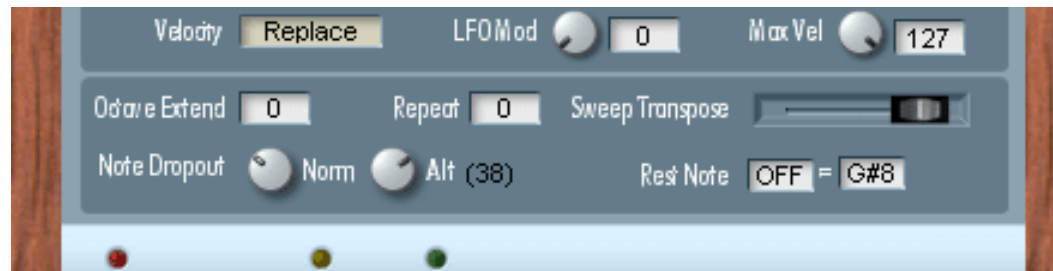 Velocity Replace LFO Mod 0 Max Vel 127
Octave Extend 0 Repeat 0 Sweep Transpose
Note Dropout Norm Alt (38) Rest Note OFF = G#8